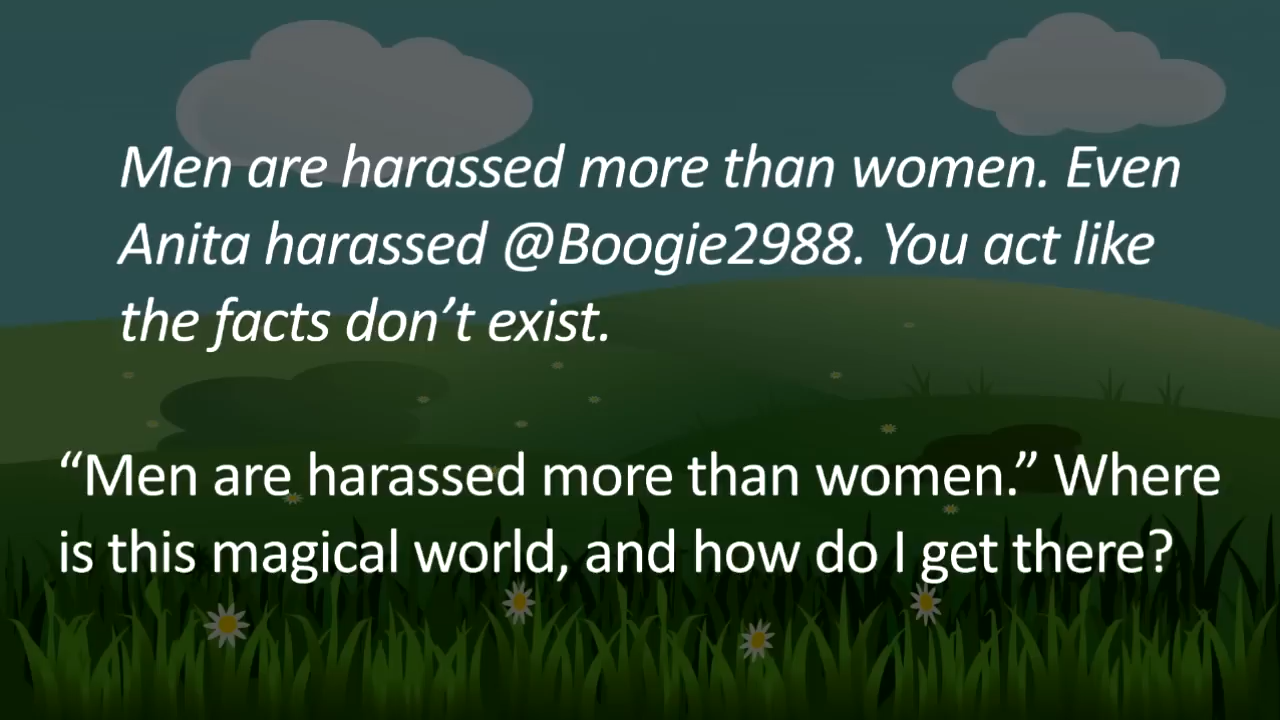 Men are harassed more than women. Even
Anita harassed @Boogie2988. You act like
the facts don’t exist.
“Men are harassed more than women.” Where
is this magical world, and how do I get there?